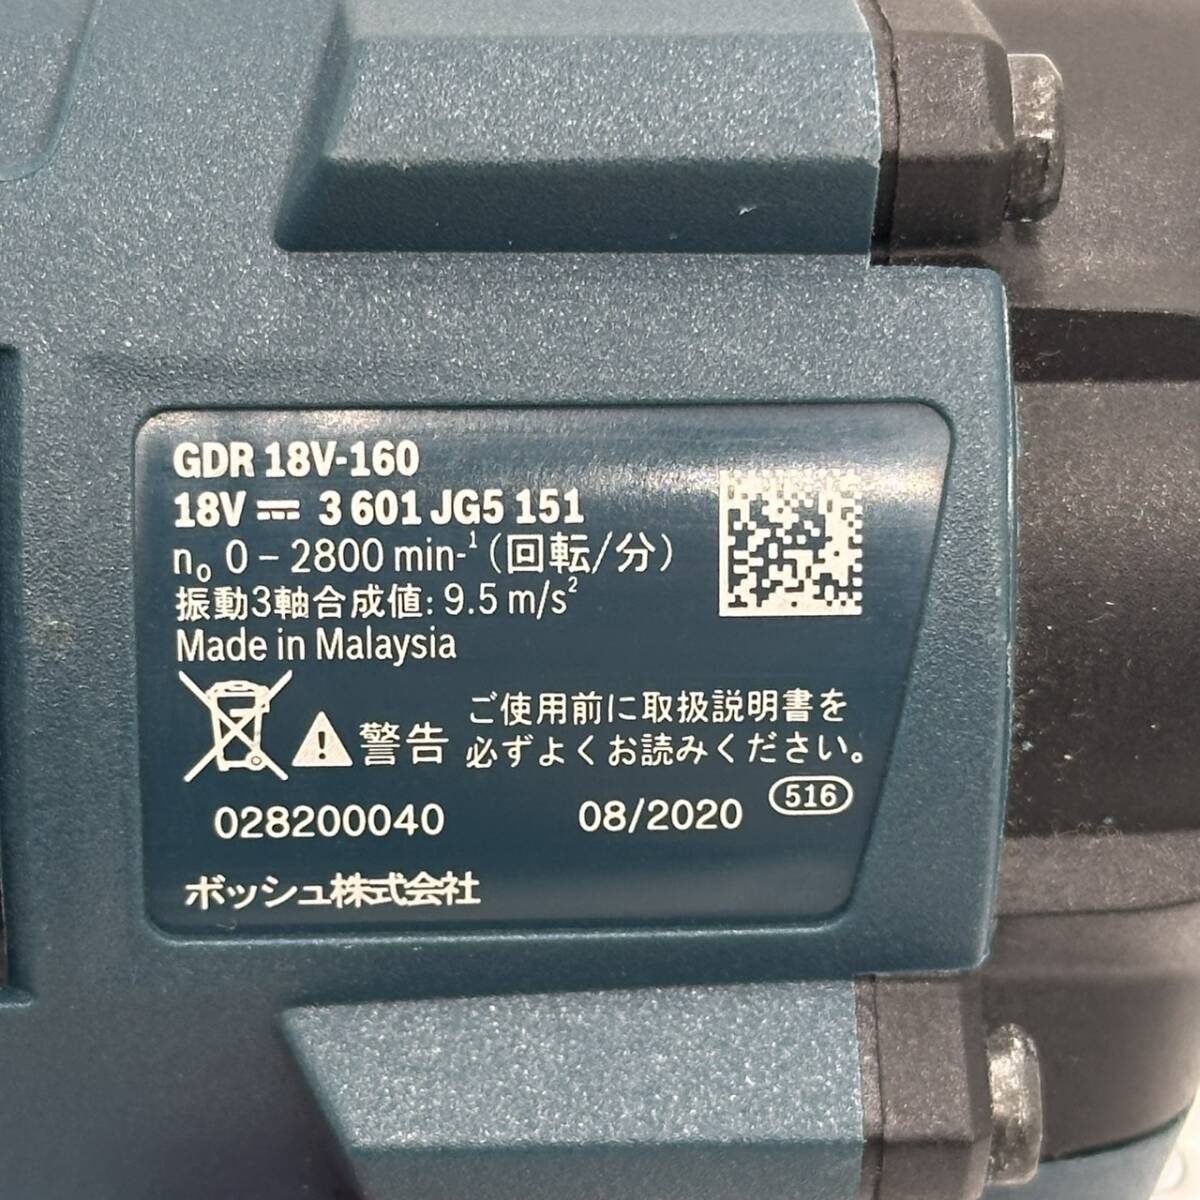 GDR 18V-160
18V ⎓ 3 601 JG5 151
n₀ 0 – 2800 min-¹ (回転/分)
振動3軸合成値: 9.5 m/s²
Made in Malaysia
警告
ご使用前に取扱説明書を
必ずよくお読みください。
028200040 08/2020 516
ボッシュ株式会社